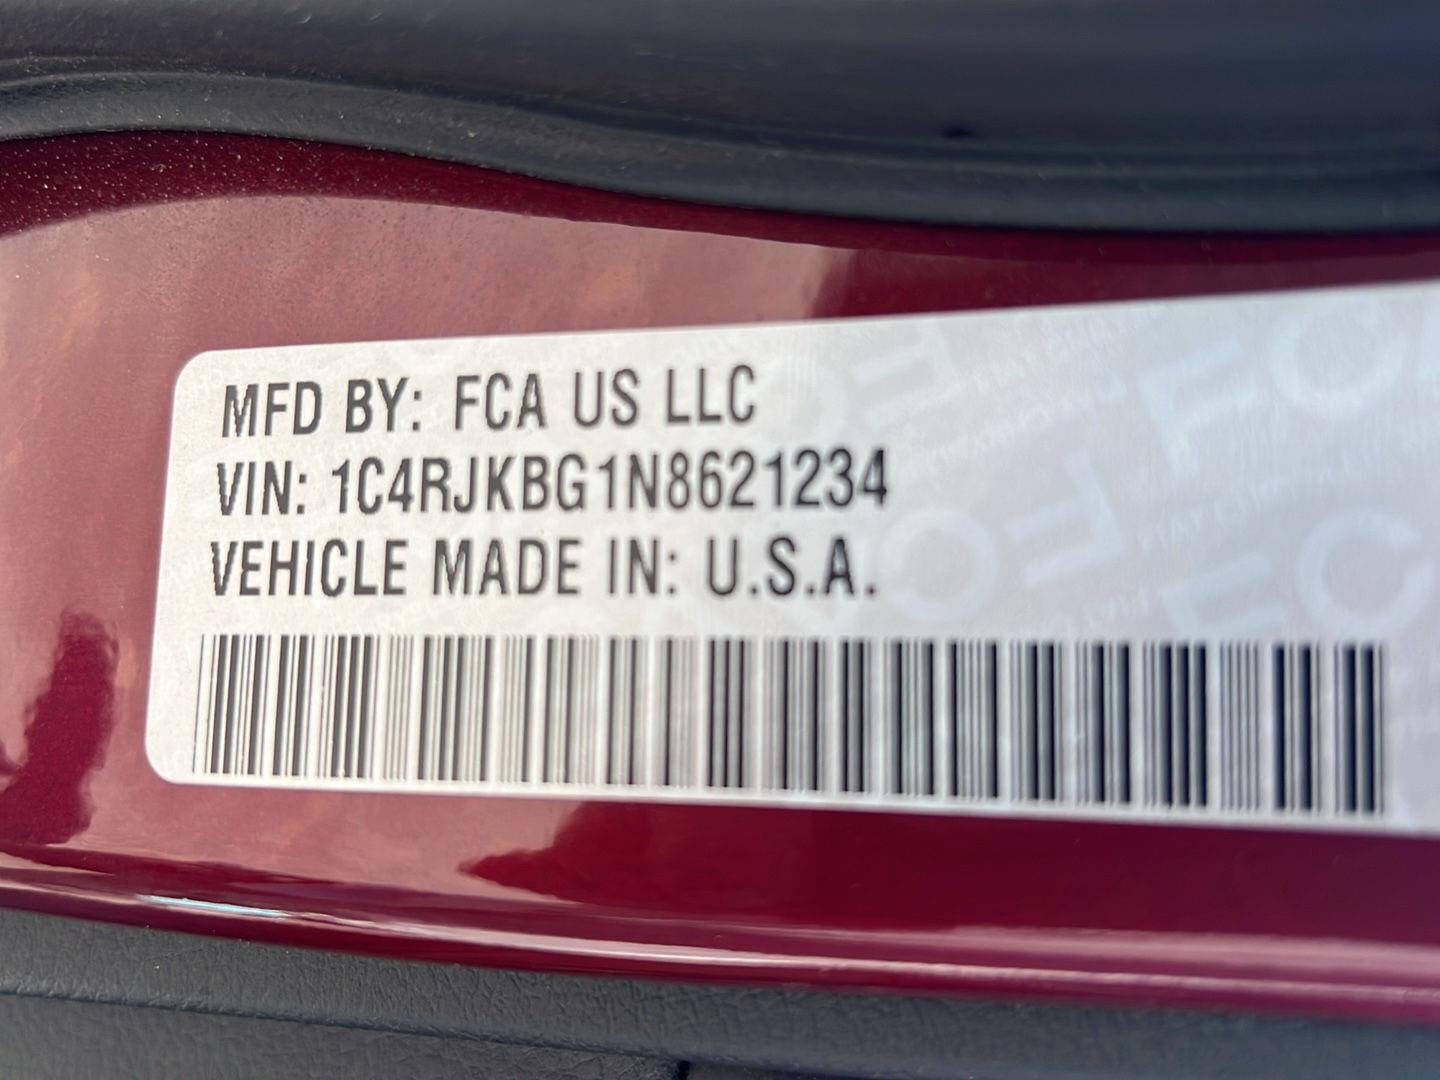 MFD BY: FCA US LLC
VIN: 1C4RJKBG1N8621234
VEHICLE MADE IN: U.S.A.